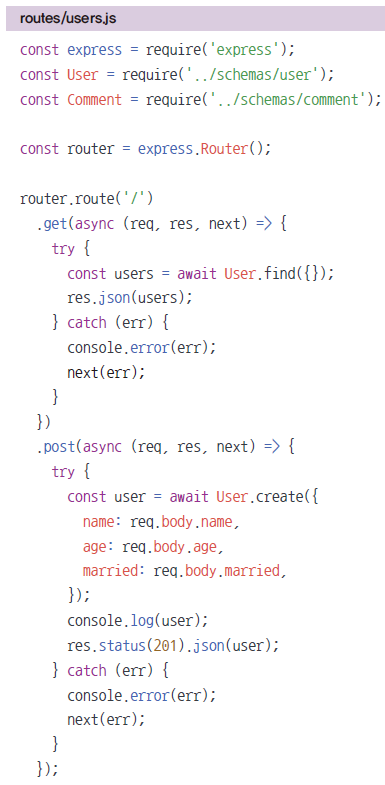 routes/users.js
const express = require('express');
const User = require('../schemas/user');
const Comment = require('../schemas/comment');
const router = express.Router();
router.route('/')
.get(async (req, res, next) => {
try {
const users = await User.find({});
res.json(users);
} catch (err) {
console.error(err);
next(err);
}
})
.post(async (req, res, next) => {
try {
const user = await User.create({
name: req.body.name,
age: req.body.age,
married: req.body.married,
});
console.log(user);
res.status(201).json(user);
} catch (err) {
console.error(err);
next(err);
}
});